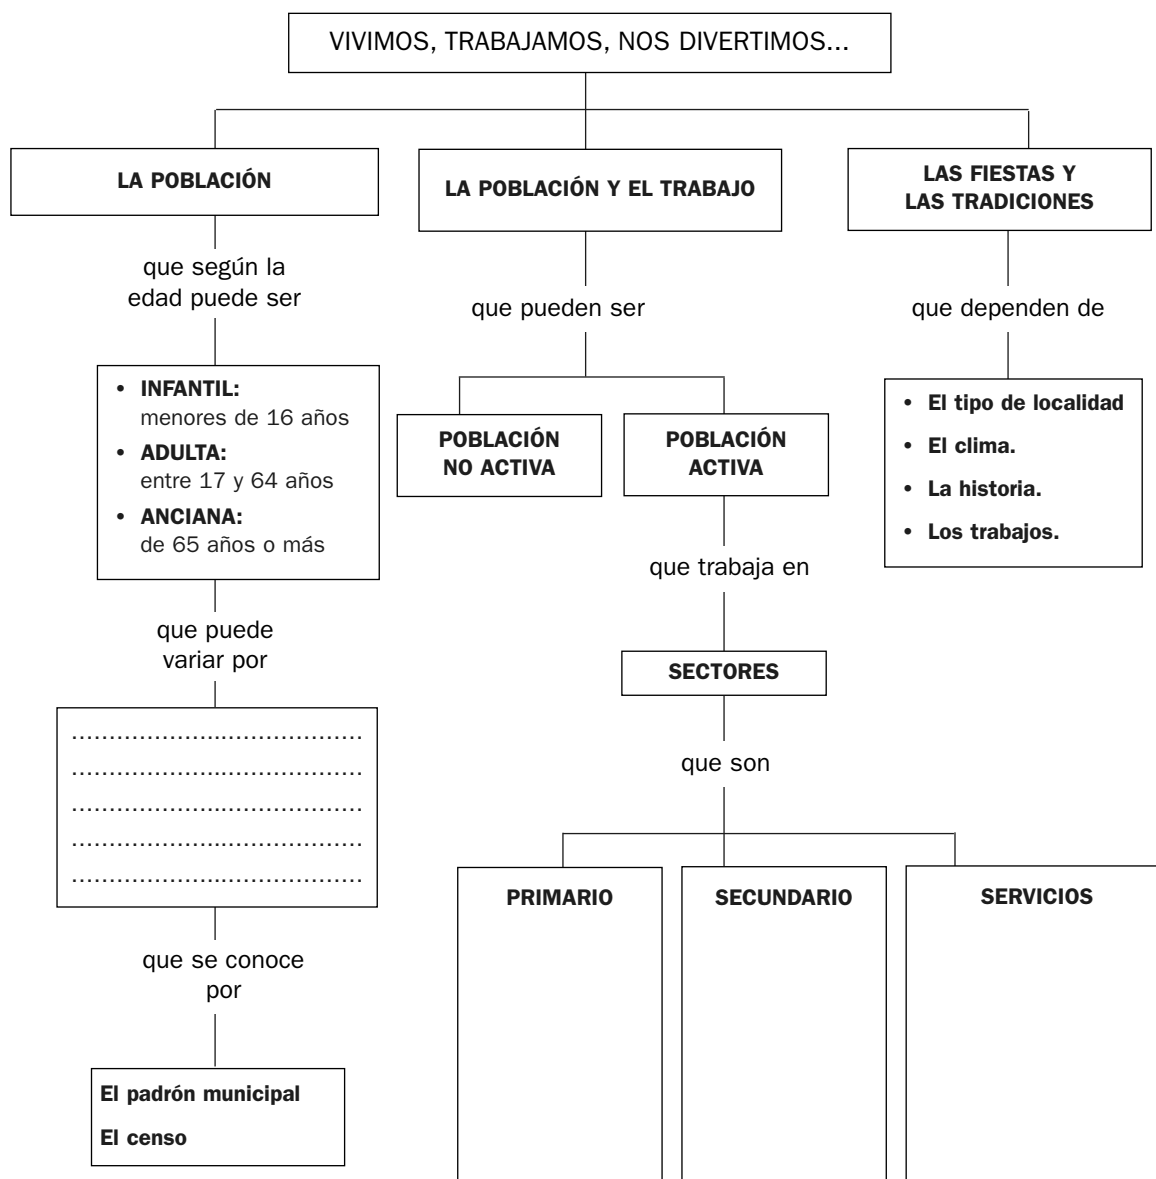 VIVIMOS, TRABAJAMOS, NOS DIVERTIMOS...
LA POBLACIÓN
que según la
edad puede ser
• INFANTIL:
menores de 16 años
• ADULTA:
entre 17 y 64 años
• ANCIANA:
de 65 años o más
que puede
variar por
.......................................
.......................................
.......................................
.......................................
.......................................
que se conoce
por
El padrón municipal
El censo
LA POBLACIÓN Y EL TRABAJO
que pueden ser
POBLACIÓN
NO ACTIVA
POBLACIÓN
ACTIVA
que trabaja en
SECTORES
que son
PRIMARIO
SECUNDARIO
SERVICIOS
LAS FIESTAS Y
LAS TRADICIONES
que dependen de
• El tipo de localidad
• El clima.
• La historia.
• Los trabajos.